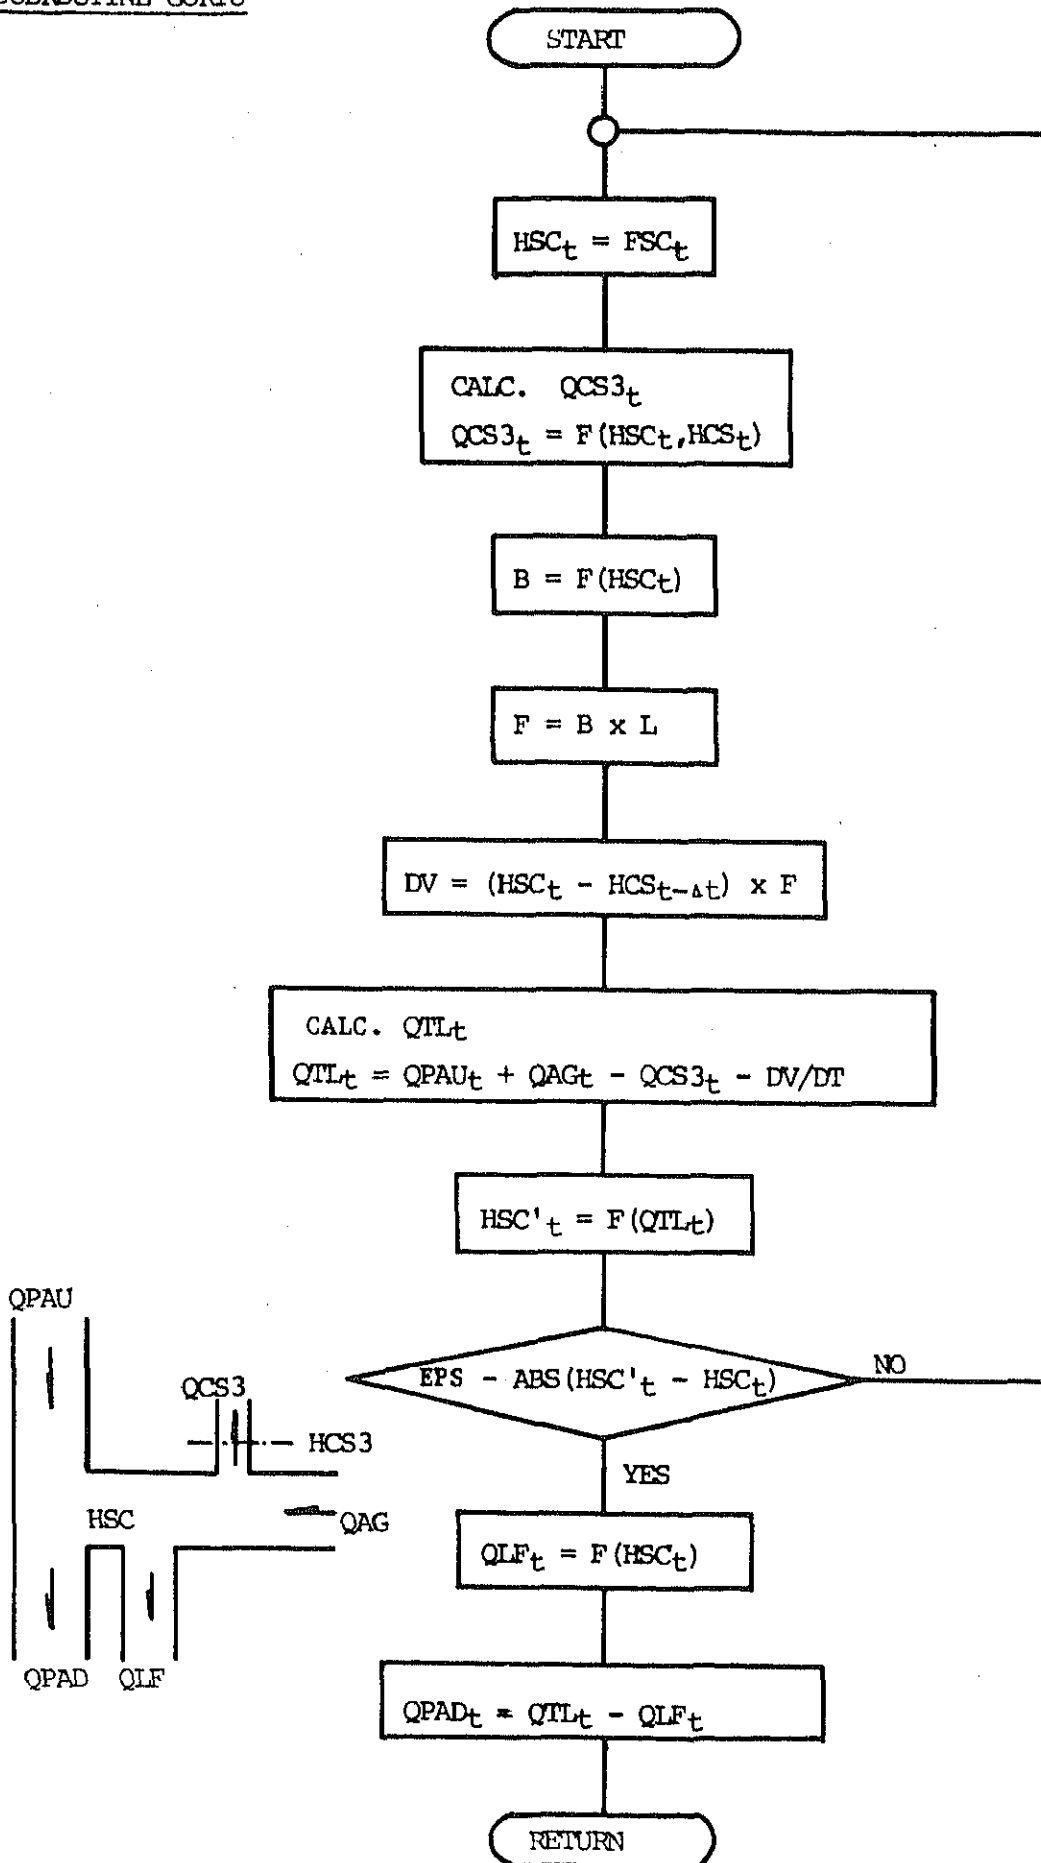 START
HSCt = FSCt
CALC. QCS3t
QCS3t = F(HSCt,HCSt)
B = F(HSCt)
F = B x L
DV = (HSCt - HCSt-Δt) x F
CALC. QTLt
QTLt = QPAUt + QAGt - QCS3t - DV/DT
HSC't = F(QTLt)
EPS - ABS(HSC't - HSCt)
NO
YES
QLFt = F(HSCt)
QPADt = QTLt - QLFt
RETURN
QPAU
QCS3
HCS3
HSC
QAG
QPAD
QLF